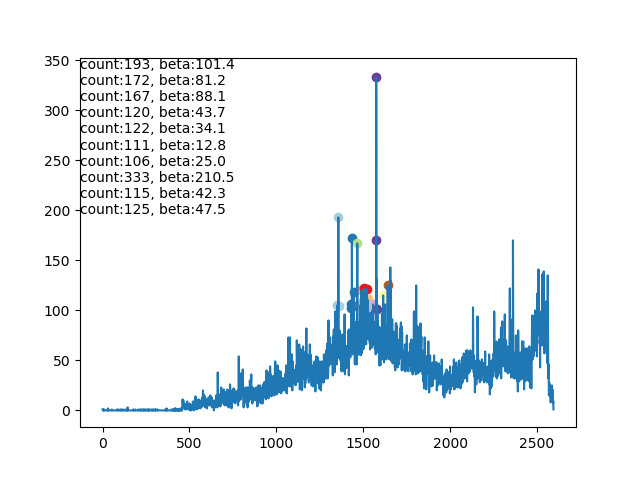 350
300
250
200
150
100
50
0
count:193, beta:101.4
count:172, beta:81.2
count:167, beta:88.1
count:120, beta:43.7
count:122, beta:34.1
count:111, beta:12.8
count:106, beta:25.0
count:333, beta:210.5
count:115, beta:42.3
count:125, beta:47.5
0 500 1000 1500 2000 2500